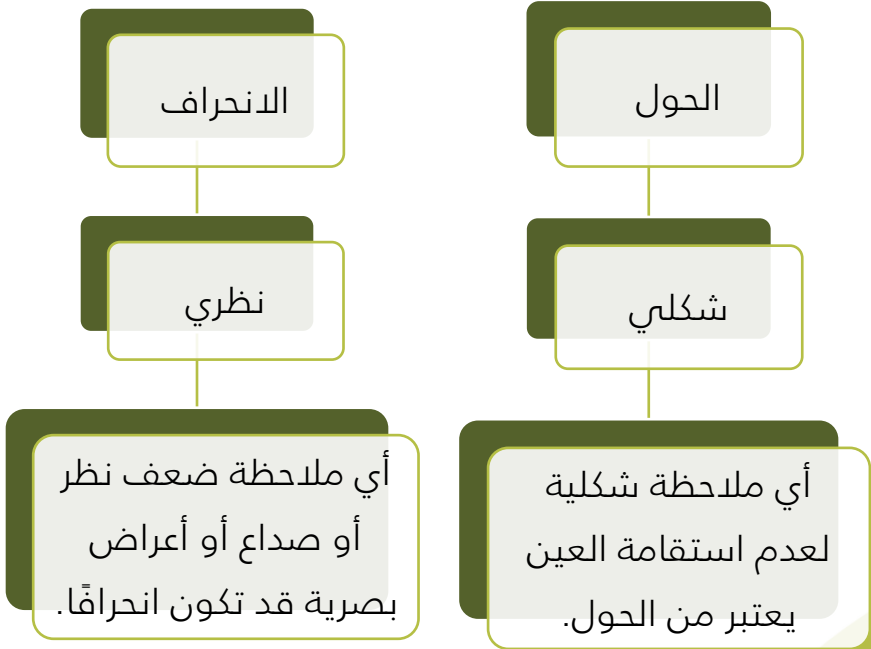 الحول
شكلي
أي ملاحظة شكلية
لعدم استقامة العين
يعتبر من الحول.
الانحراف
نظري
أي ملاحظة ضعف نظر
أو صداع أو أعراض
بصرية قد تكون انحرافًا.